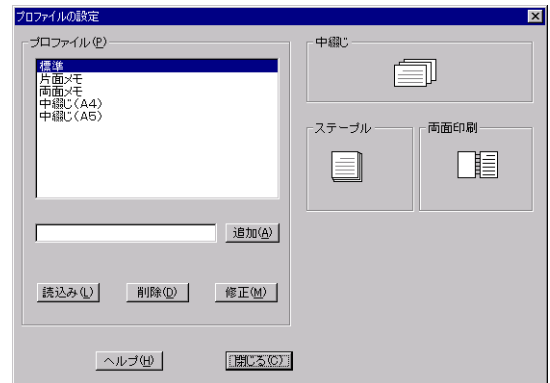 プロファイルの設定
プロファイル(P)
標準
片面メモ
両面メモ
中綴じ(A4)
中綴じ(A5)
追加(A)
読込み(L)
削除(D)
修正(M)
ヘルプ(H)
閉じる(C)
中綴じ
ステープル
両面印刷